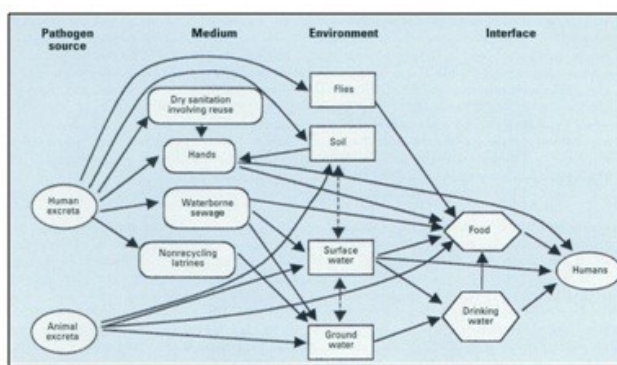 Pathogen
source
Medium
Environment
Interface
Flies
Dry sanitation
involving reuse
Soil
Hands
Human
excreta
Waterborne
sewage
Food
Nonrecycling
latrines
Surface
water
Humans
Animal
excreta
Ground
water
Drinking
water